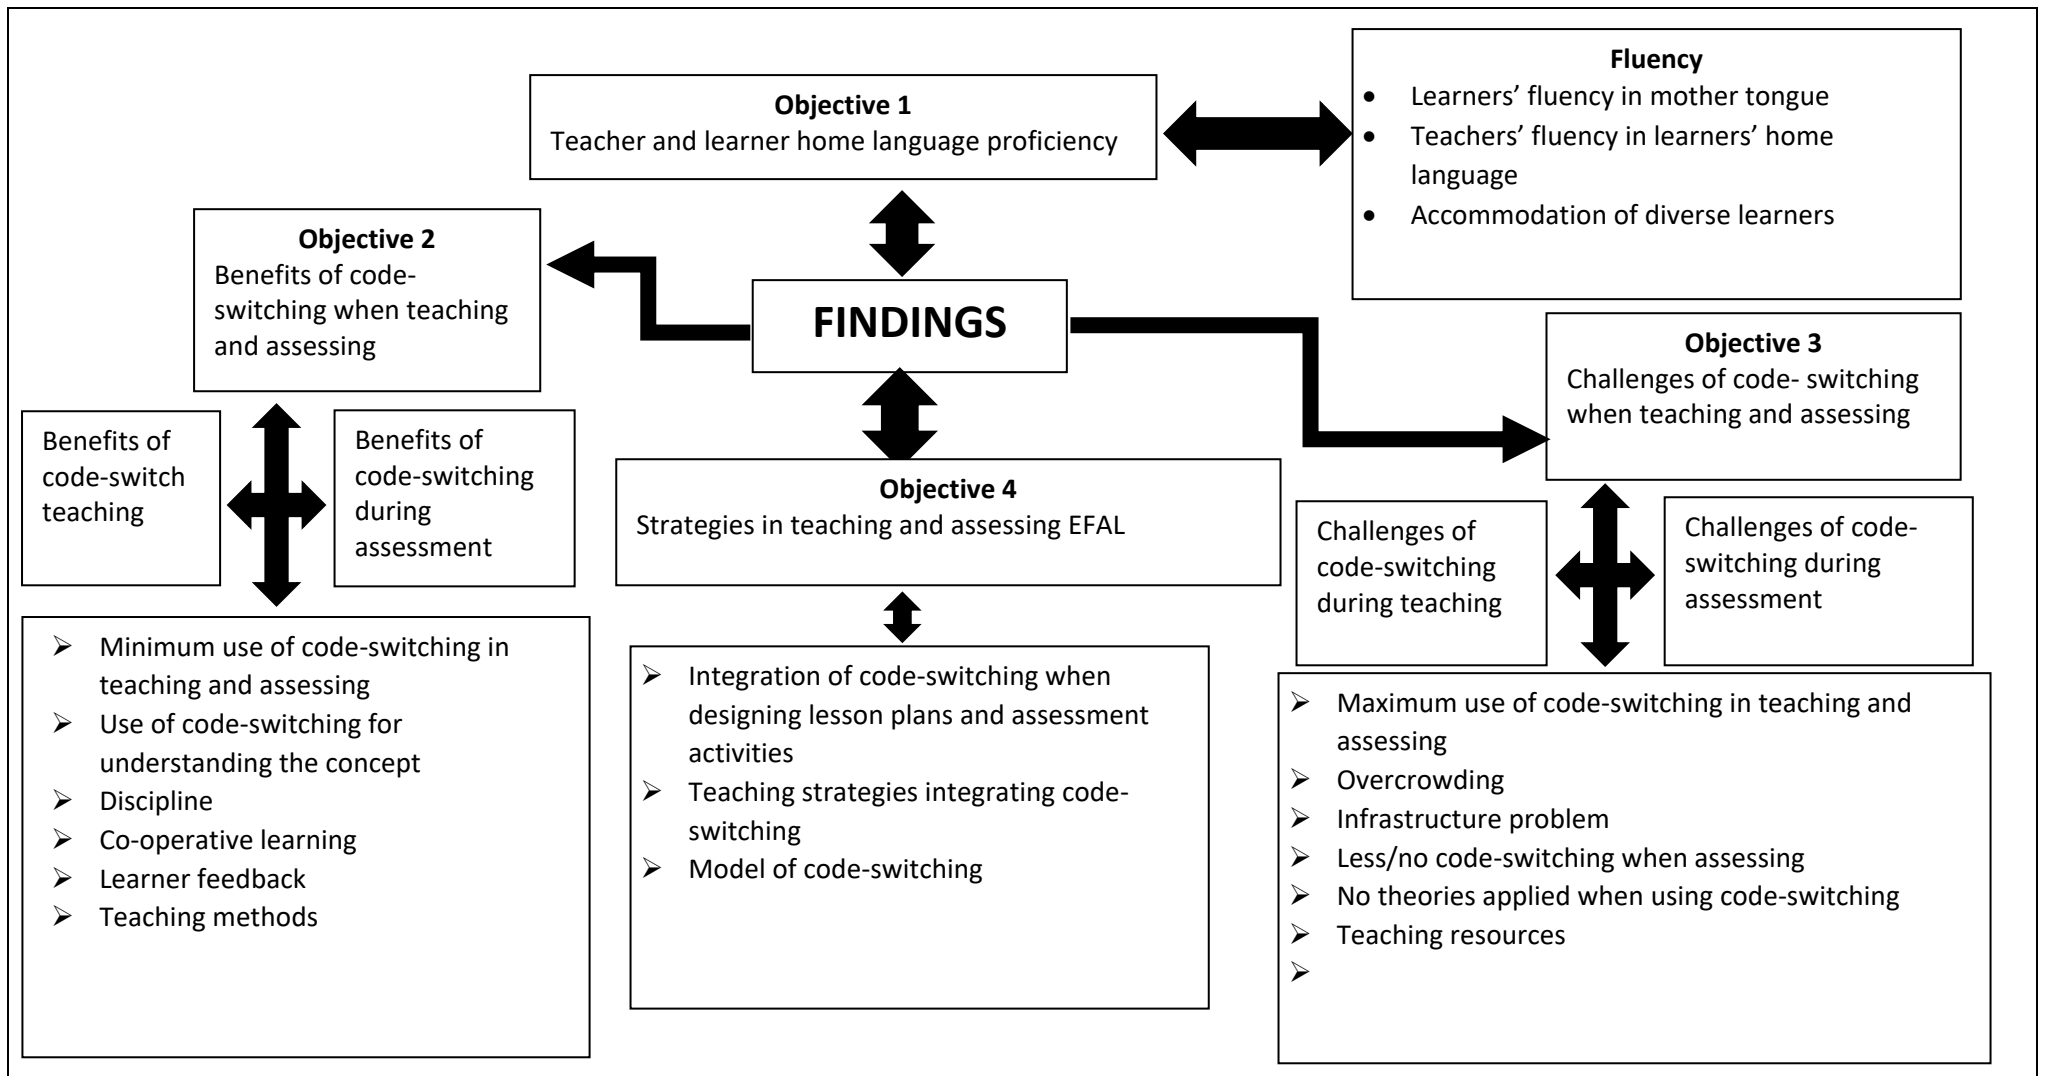 Objective 1
Teacher and learner home language proficiency
Fluency
• Learners’ fluency in mother tongue
• Teachers’ fluency in learners’ home
language
• Accommodation of diverse learners
Objective 2
Benefits of code-
switching when teaching
and assessing
FINDINGS
Objective 3
Challenges of code- switching
when teaching and assessing
Benefits of
code-switch
teaching
Benefits of
code-switching
during
assessment
Objective 4
Strategies in teaching and assessing EFAL
Challenges of
code-switching
during teaching
Challenges of code-
switching during
assessment
➢ Minimum use of code-switching in
teaching and assessing
➢ Use of code-switching for
understanding the concept
➢ Discipline
➢ Co-operative learning
➢ Learner feedback
➢ Teaching methods
➢ Integration of code-switching when
designing lesson plans and assessment
activities
➢ Teaching strategies integrating code-
switching
➢ Model of code-switching
➢ Maximum use of code-switching in teaching and
assessing
➢ Overcrowding
➢ Infrastructure problem
➢ Less/no code-switching when assessing
➢ No theories applied when using code-switching
➢ Teaching resources
➢